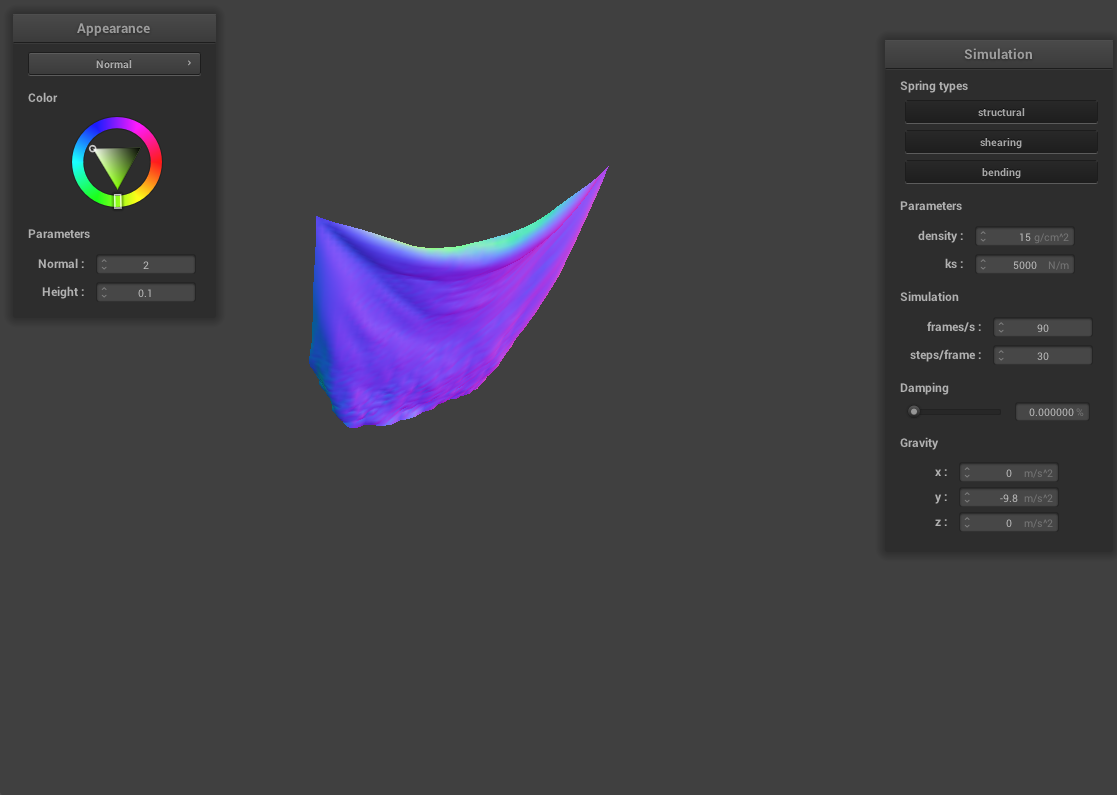 Appearance
Normal ›
Color
Parameters
Normal : 2
Height : 0.1
Simulation
Spring types
structural
shearing
bending
Parameters
density : 15 g/cm^2
ks : 5000 N/m
Simulation
frames/s : 90
steps/frame : 30
Damping
0.000000 %
Gravity
x : 0 m/s^2
y : -9.8 m/s^2
z : 0 m/s^2